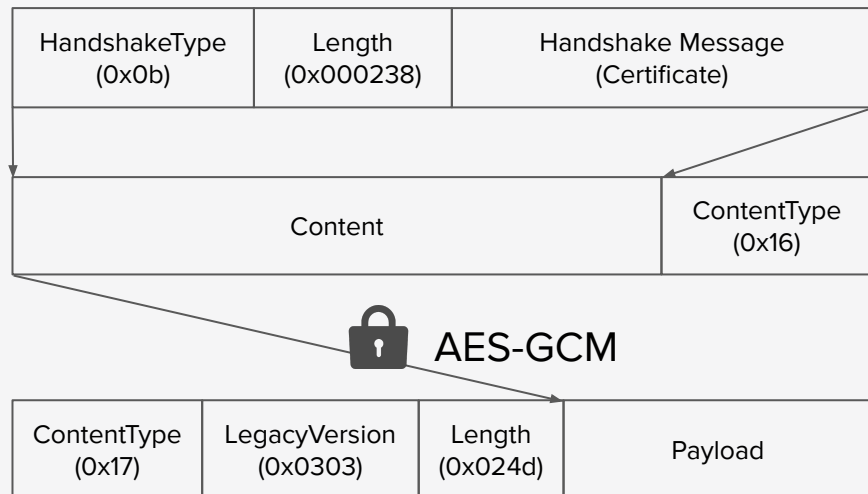 HandshakeType
(0x0b)
Length
(0x000238)
Handshake Message
(Certificate)
Content
ContentType
(0x16)
AES-GCM
ContentType
(0x17)
LegacyVersion
(0x0303)
Length
(0x024d)
Payload